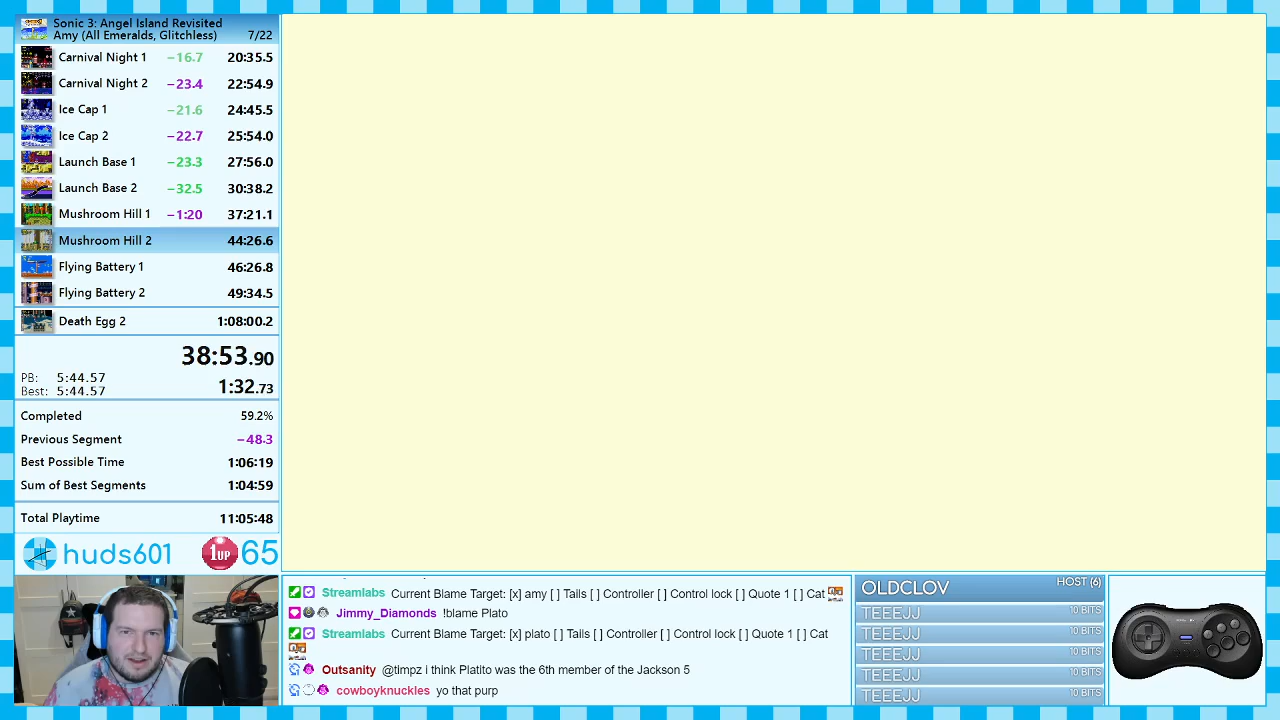 Sonic 3: Angel Island Revisited
Amy (All Emeralds, Glitchless) 7/22
Carnival Night 1 −16.7 20:35.5
Carnival Night 2 −23.4 22:54.9
Ice Cap 1 −21.6 24:45.5
Ice Cap 2 −22.7 25:54.0
Launch Base 1 −23.3 27:56.0
Launch Base 2 −32.5 30:38.2
Mushroom Hill 1 −1:20 37:21.1
Mushroom Hill 2 44:26.6
Flying Battery 1 46:26.8
Flying Battery 2 49:34.5
Death Egg 2 1:08:00.2
38:53.90
PB: 5:44.57
Best: 5:44.57 1:32.73
Completed 59.2%
Previous Segment −48.3
Best Possible Time 1:06:19
Sum of Best Segments 1:04:59
Total Playtime 11:05:48
huds601 1UP 65
Streamlabs Current Blame Target: [x] amy [ ] Tails [ ] Controller [ ] Control lock [ ] Quote 1 [ ] Cat
Jimmy_Diamonds !blame Plato
Streamlabs Current Blame Target: [x] plato [ ] Tails [ ] Controller [ ] Control lock [ ] Quote 1 [ ] Cat
Outsanity @timpz i think Platito was the 6th member of the Jackson 5
cowboyknuckles yo that purp
OLDCLOV HOST (6)
TEEEJJ 10 BITS
TEEEJJ 10 BITS
TEEEJJ 10 BITS
TEEEJJ 10 BITS
TEEEJJ 10 BITS